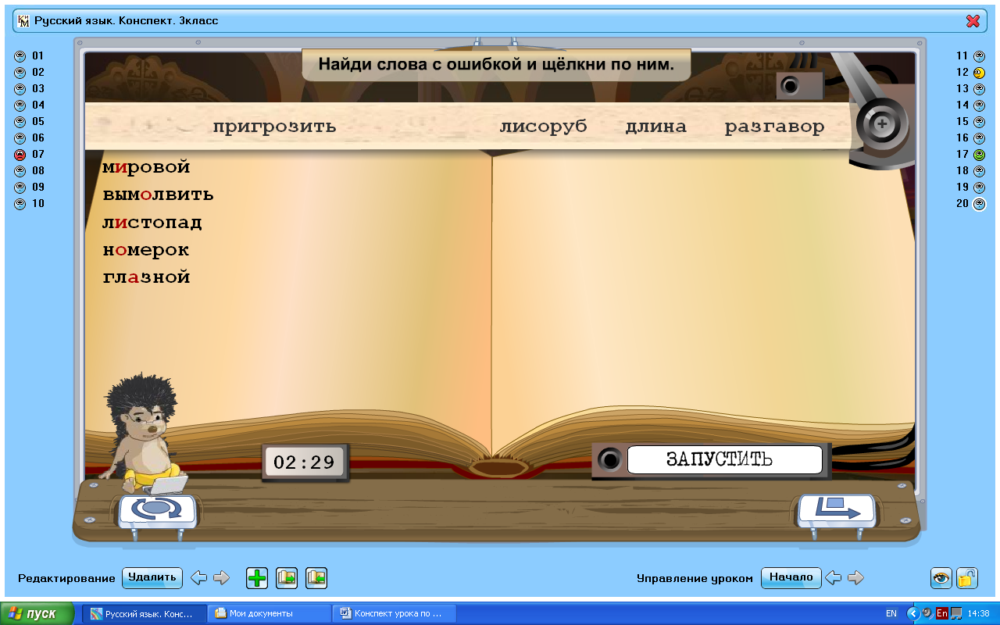 Русский язык. Конспект. 3класс
Найди слова с ошибкой и щёлкни по ним.
01
02
03
04
05
06
07
08
09
10
11
12
13
14
15
16
17
18
19
20
пригрозить лисоруб длина разгавор
мировой
вымолвить
листопад
номерок
глазной
02:29
ЗАПУСТИТЬ
Редактирование Удалить
Управление уроком Начало
пуск Русский язык. Конс... Мои документы Конспект урока по ... EN En 14:38